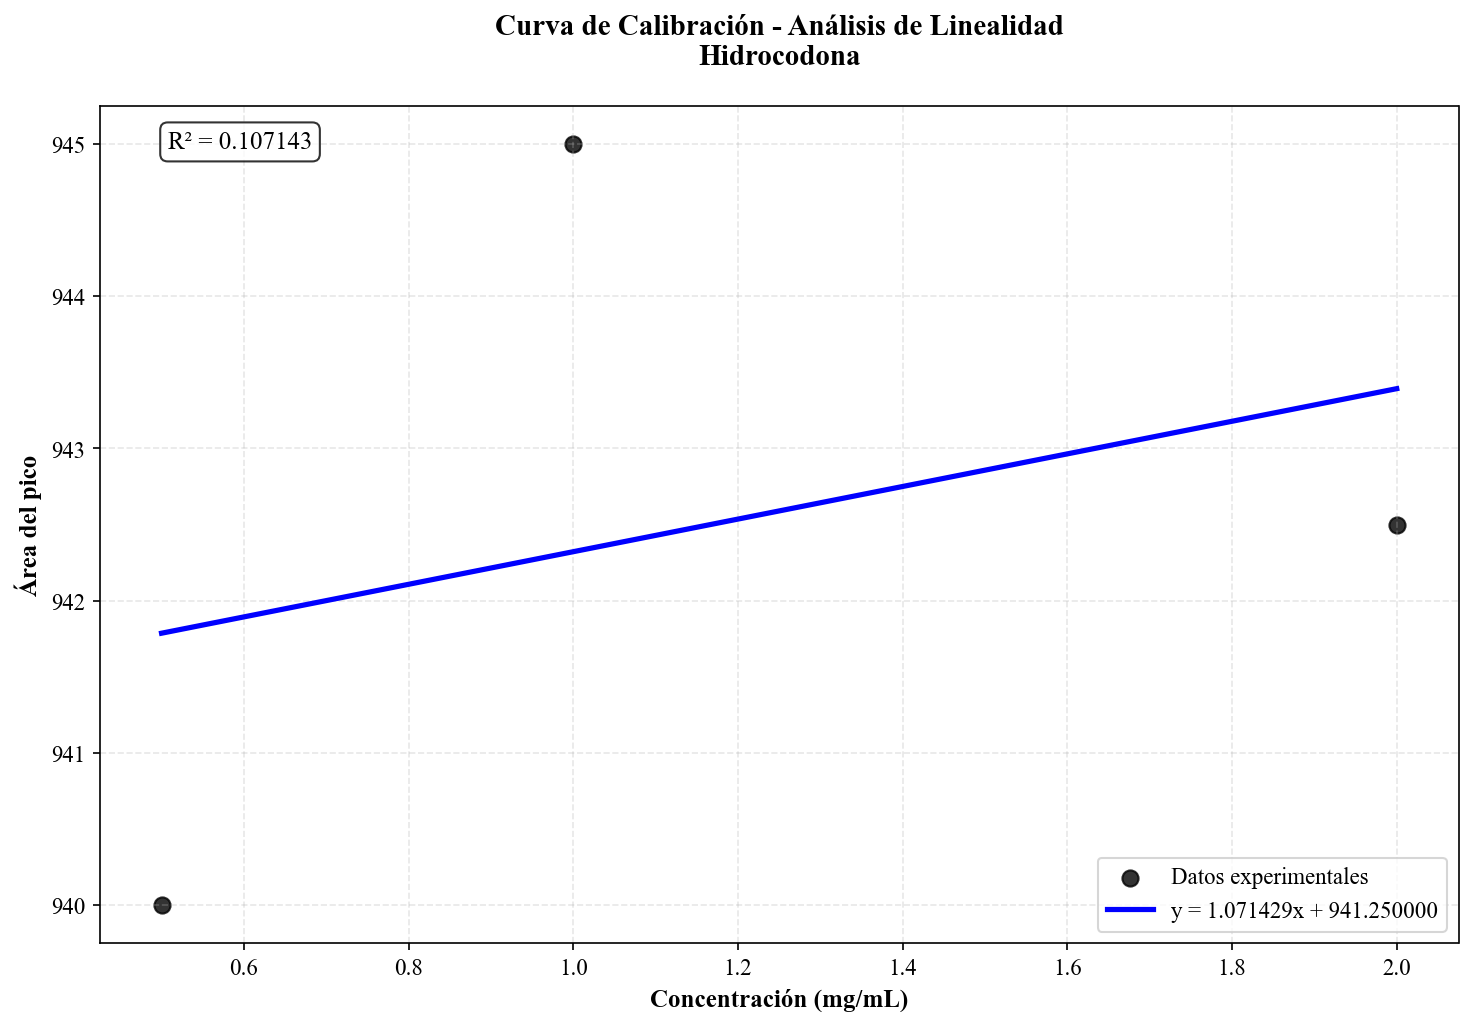 Curva de Calibración - Análisis de Linealidad
Hidrocodona
R² = 0.107143
945
944
943
942
941
940
Área del pico
Datos experimentales
y = 1.071429x + 941.250000
0.6 0.8 1.0 1.2 1.4 1.6 1.8 2.0
Concentración (mg/mL)